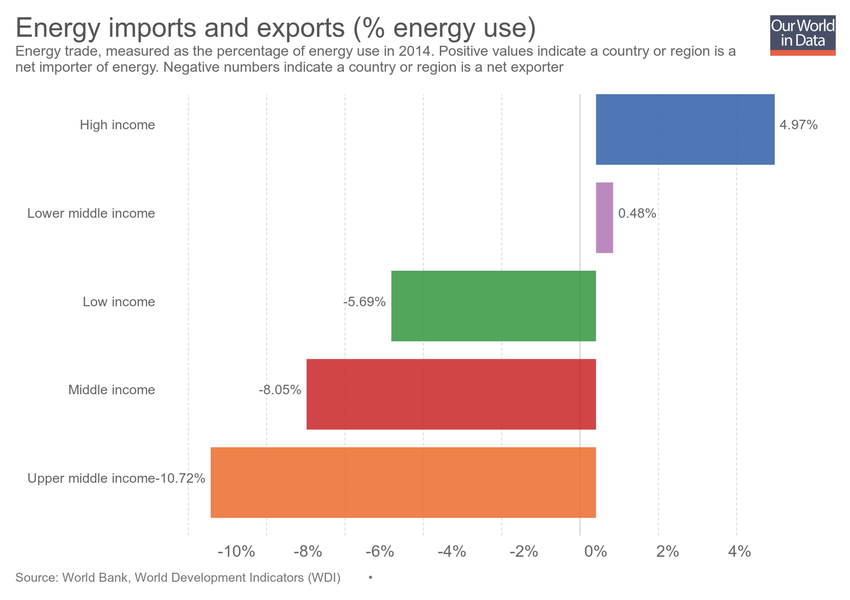 Energy imports and exports (% energy use)
Our World
in Data
Energy trade, measured as the percentage of energy use in 2014. Positive values indicate a country or region is a
net importer of energy. Negative numbers indicate a country or region is a net exporter
High income
4.97%
Lower middle income
0.48%
Low income
-5.69%
Middle income
-8.05%
Upper middle income
-10.72%
-10% -8% -6% -4% -2% 0% 2% 4%
Source: World Bank, World Development Indicators (WDI) •